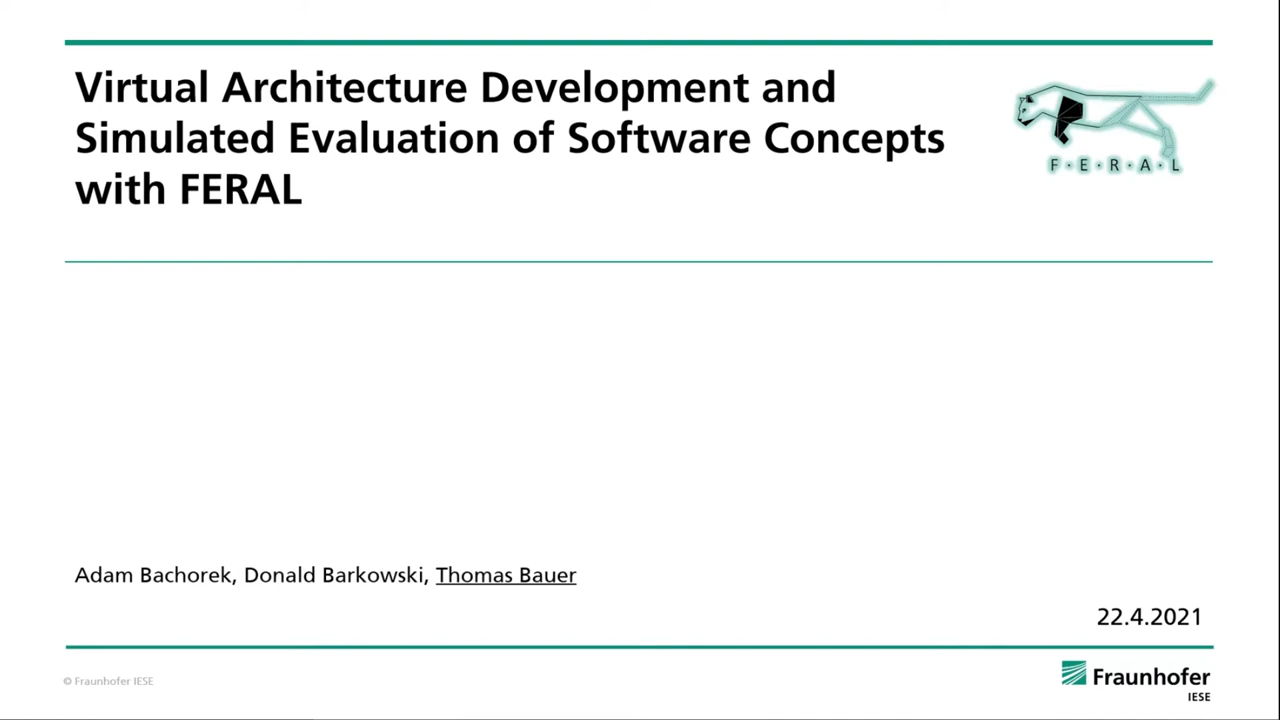 Virtual Architecture Development and
Simulated Evaluation of Software Concepts
with FERAL
F·E·R·A·L
Adam Bachorek, Donald Barkowski, Thomas Bauer
22.4.2021
© Fraunhofer IESE
Fraunhofer
IESE